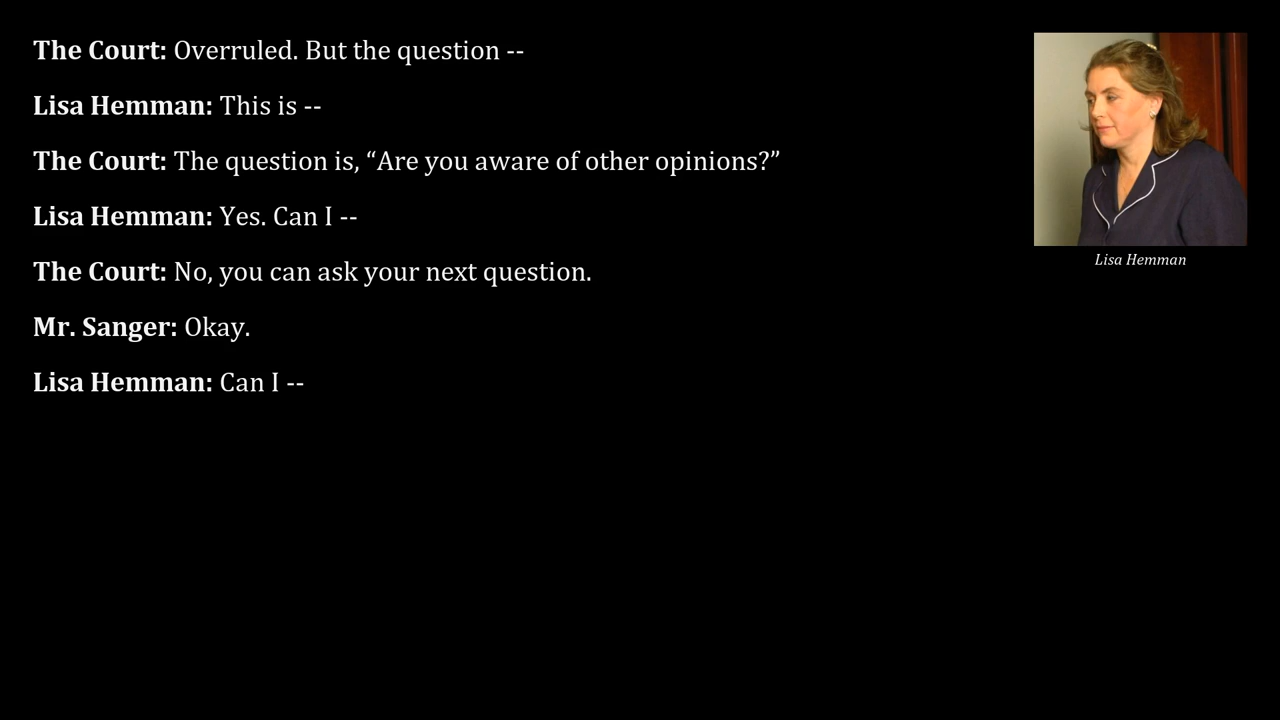 The Court: Overruled. But the question --
Lisa Hemman: This is --
The Court: The question is, “Are you aware of other opinions?”
Lisa Hemman: Yes. Can I --
The Court: No, you can ask your next question.
Mr. Sanger: Okay.
Lisa Hemman: Can I --
Lisa Hemman